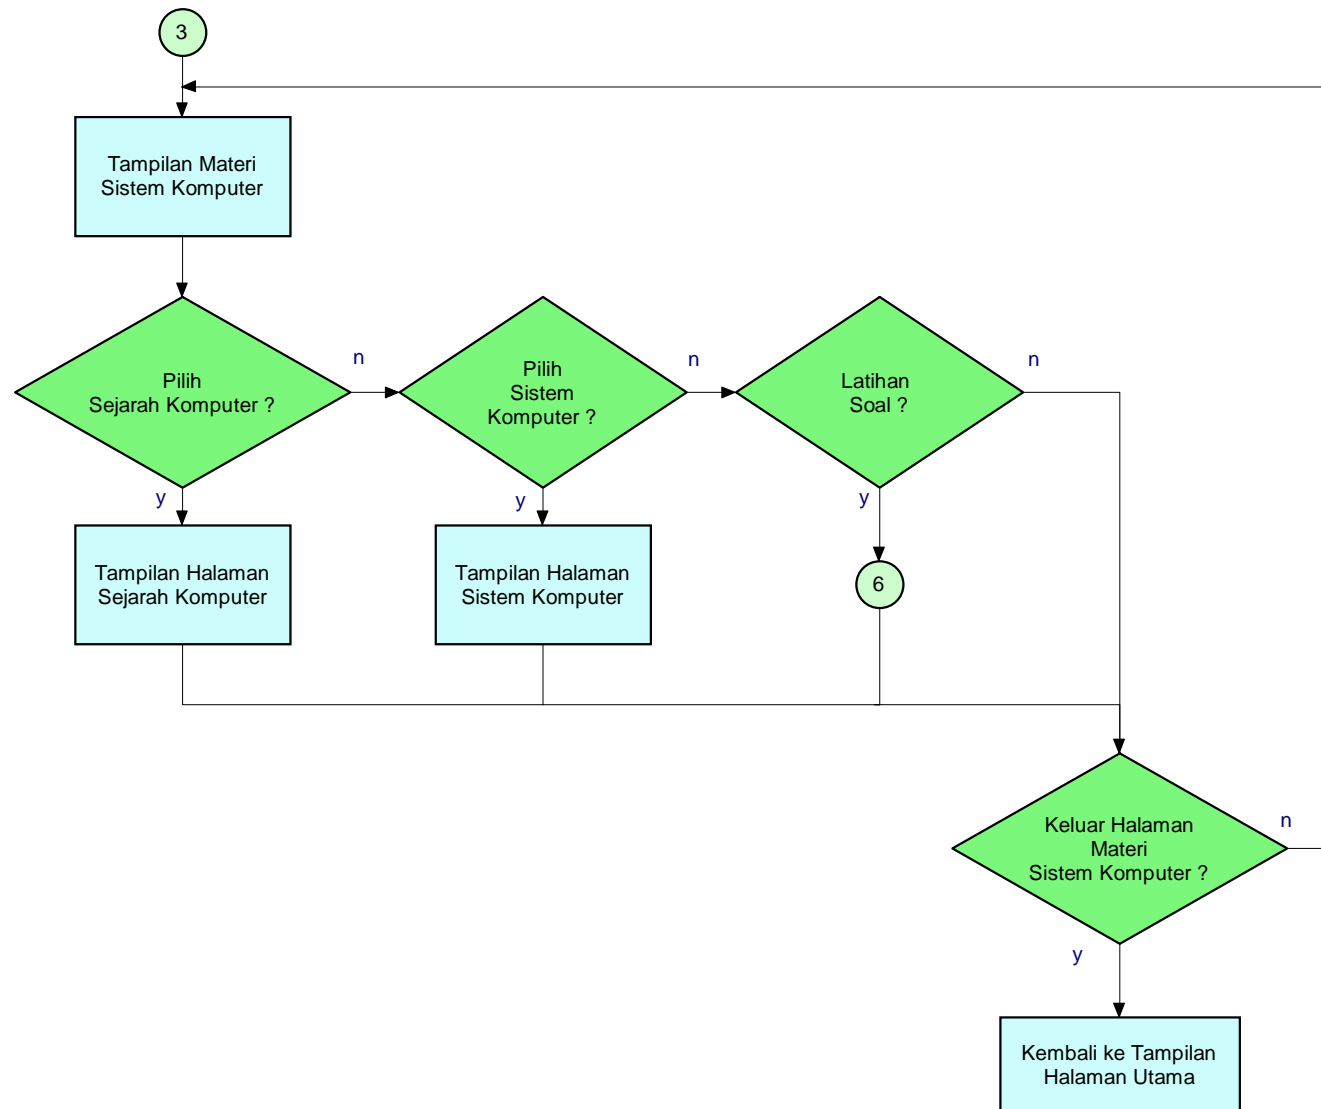 3
Tampilan Materi
Sistem Komputer
Pilih
Sejarah Komputer ?
n
Pilih
Sistem
Komputer ?
n
Latihan
Soal ?
n
y
y
y
Tampilan Halaman
Sejarah Komputer
Tampilan Halaman
Sistem Komputer
6
Keluar Halaman
Materi
Sistem Komputer ?
n
y
Kembali ke Tampilan
Halaman Utama